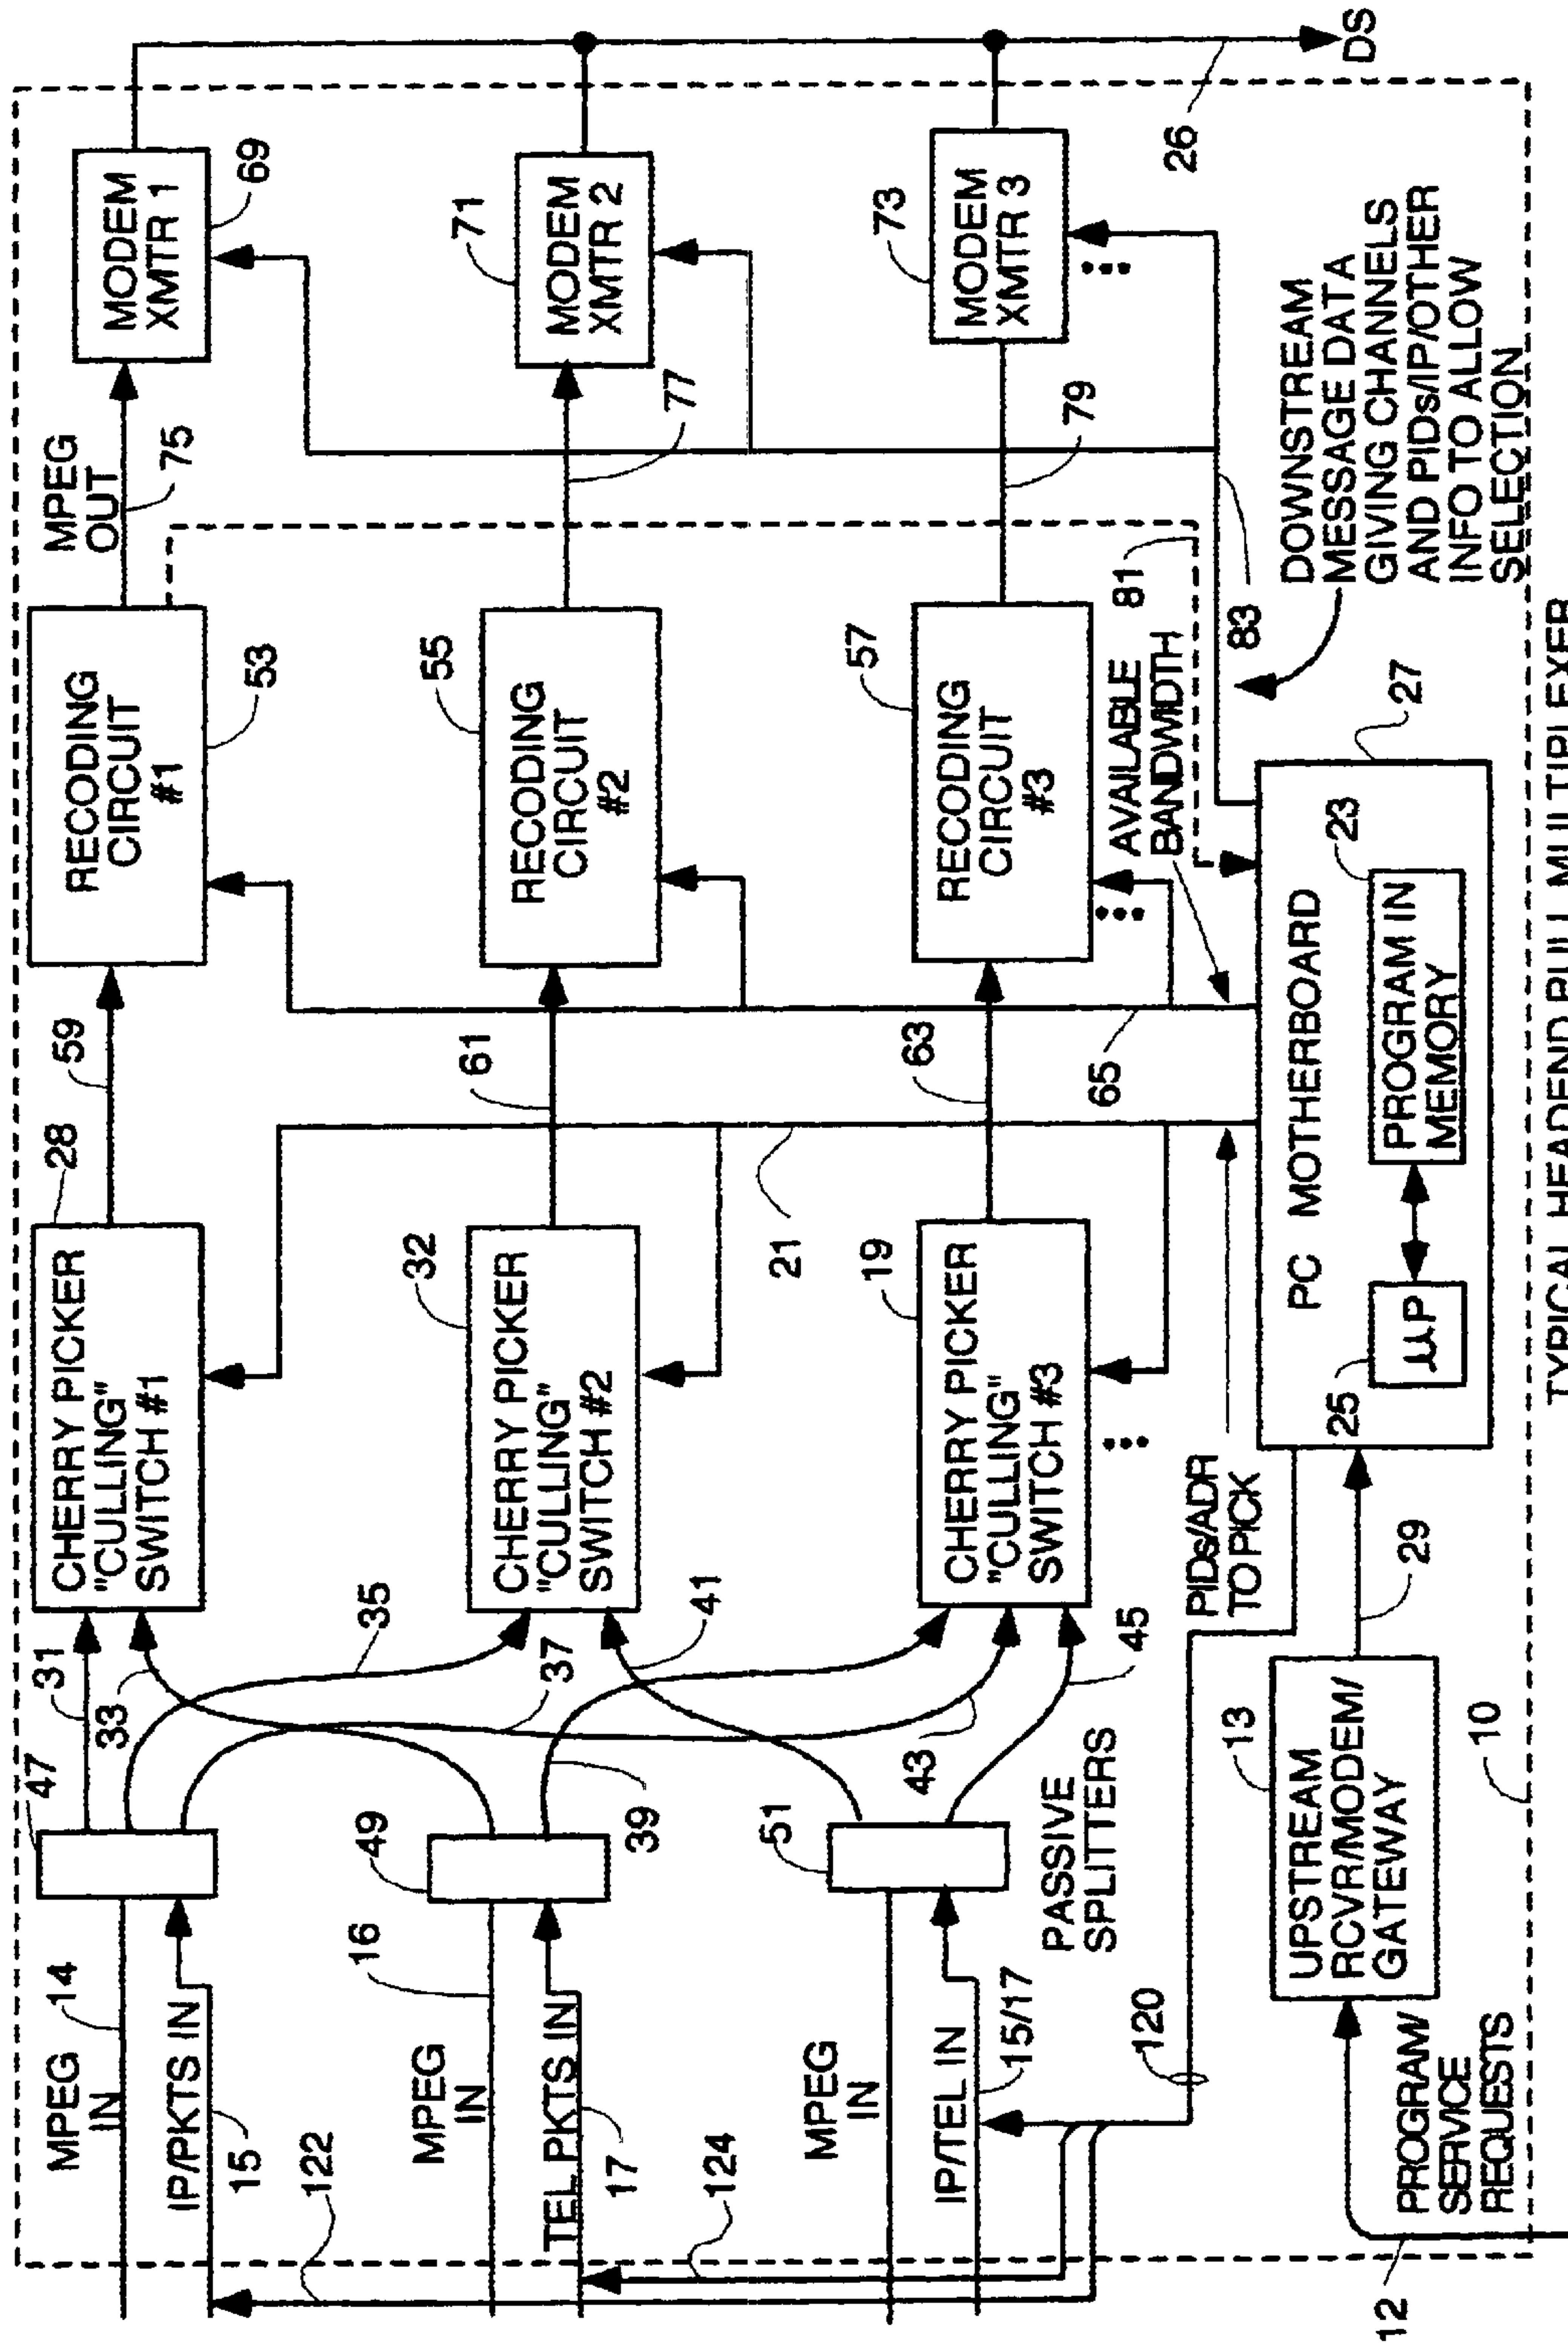 MPEG
IN
14
IP/PKTS IN
15
122
47
31
33
35
CHERRY PICKER
"CULLING"
SWITCH #1
28
59
RECODING
CIRCUIT
#1
53
MPEG
OUT
75
MODEM
XMTR 1
69
MPEG
IN
16
TEL PKTS IN
17
124
49
39
37
41
CHERRY PICKER
"CULLING"
SWITCH #2
32
61
RECODING
CIRCUIT
#2
55
77
MODEM
XMTR 2
71
MPEG
IN
IP/TEL IN
15/17
51
43
45
PASSIVE
SPLITTERS
CHERRY PICKER
"CULLING"
SWITCH #3
19
21
63
65
RECODING
CIRCUIT
#3
57
79
MODEM
XMTR 3
73
AVAILABLE
BANDWIDTH
81
83
26
DS
120
PIDs/ADR
TO PICK
DOWNSTREAM
MESSAGE DATA
GIVING CHANNELS
AND PIDs/IP/OTHER
INFO TO ALLOW
SELECTION
12
PROGRAM/
SERVICE
REQUESTS
UPSTREAM
RCVR/MODEM/
GATEWAY
13
29
10
PC MOTHERBOARD
27
25
μP
PROGRAM IN
MEMORY
23
TYPICAL HEADEND PULL MULTIPLEXER